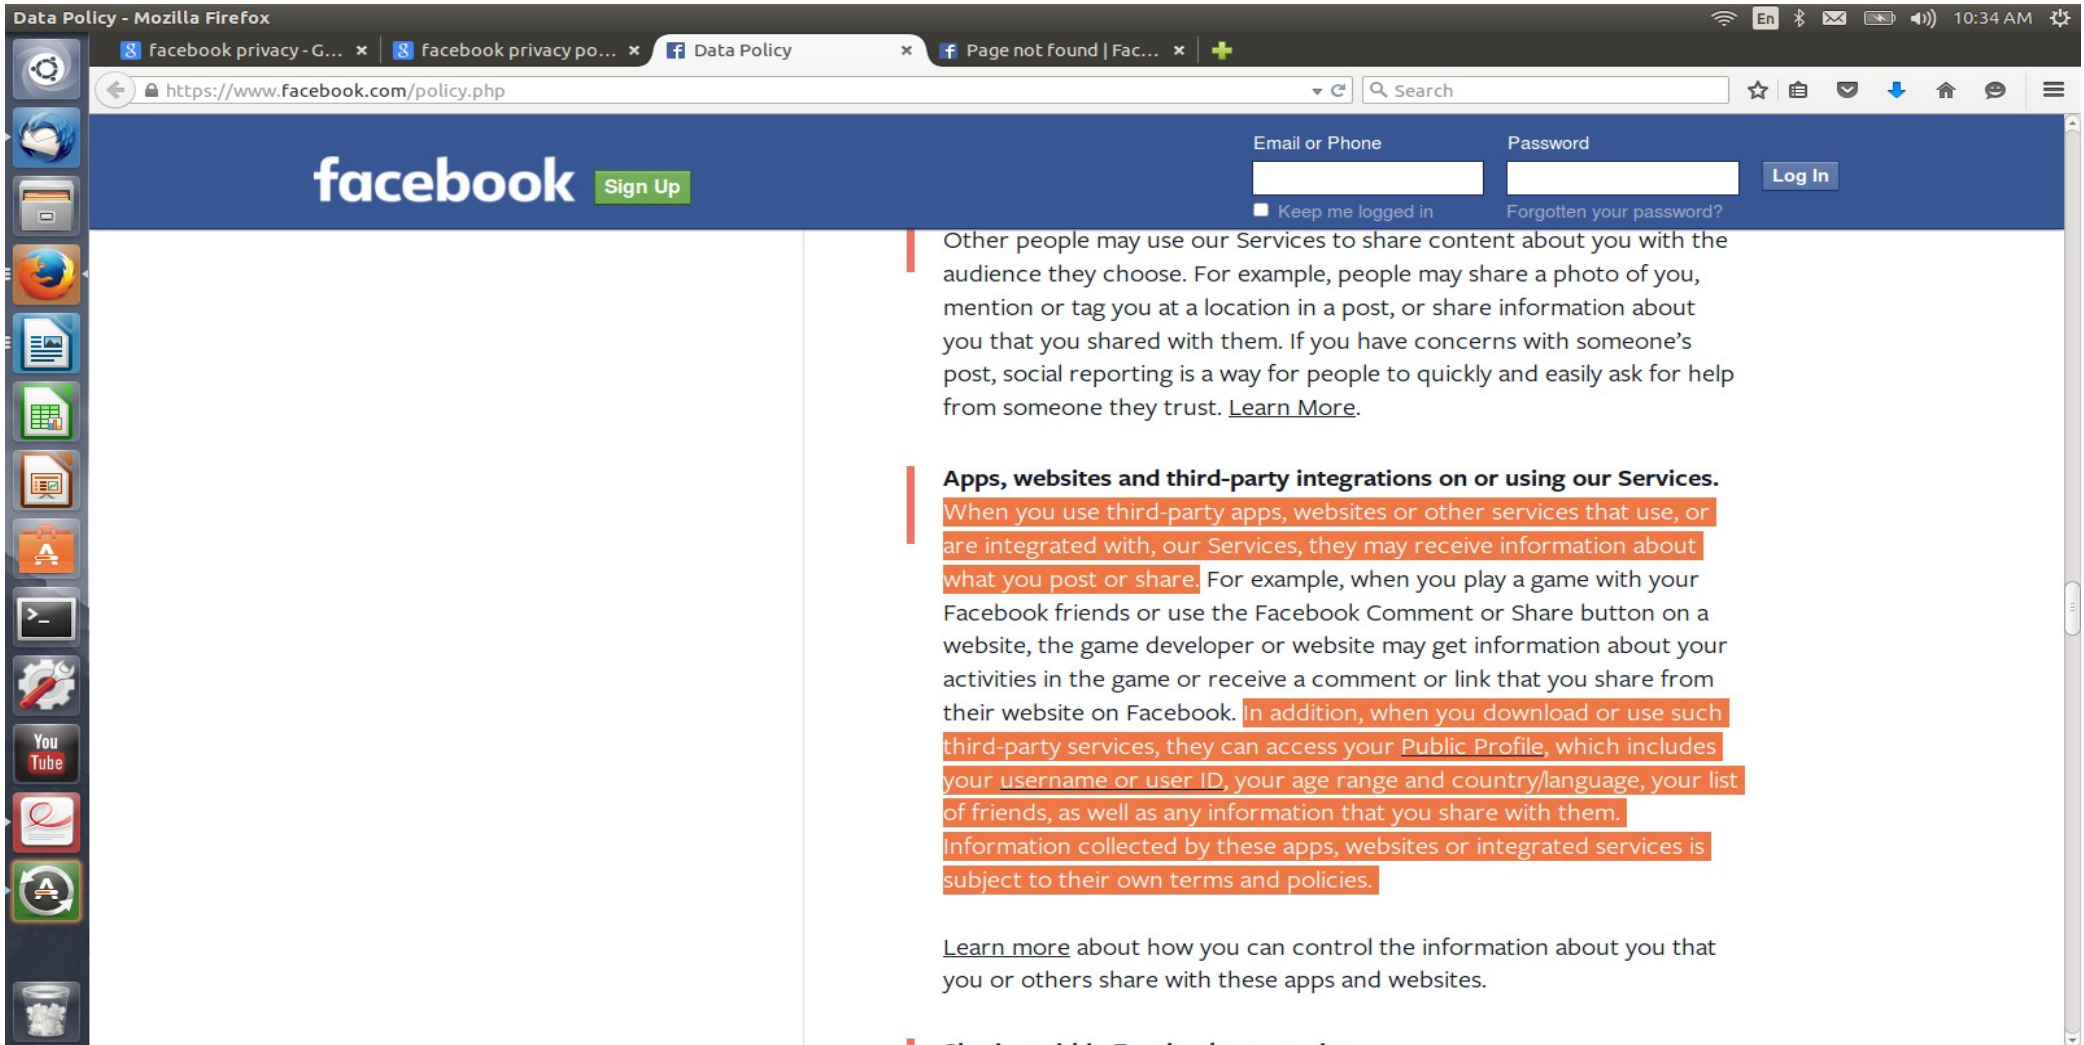 Data Policy - Mozilla Firefox
En
10:34 AM
facebook privacy - G...
facebook privacy po...
Data Policy
Page not found | Fac...
https://www.facebook.com/policy.php
Search
facebook
Sign Up
Email or Phone
Password
Log In
Keep me logged in
Forgotten your password?
Other people may use our Services to share content about you with the
audience they choose. For example, people may share a photo of you,
mention or tag you at a location in a post, or share information about
you that you shared with them. If you have concerns with someone's
post, social reporting is a way for people to quickly and easily ask for help
from someone they trust. Learn More.
Apps, websites and third-party integrations on or using our Services.
When you use third-party apps, websites or other services that use, or
are integrated with, our Services, they may receive information about
what you post or share. For example, when you play a game with your
Facebook friends or use the Facebook Comment or Share button on a
website, the game developer or website may get information about your
activities in the game or receive a comment or link that you share from
their website on Facebook. In addition, when you download or use such
third-party services, they can access your Public Profile, which includes
your username or user ID, your age range and country/language, your list
of friends, as well as any information that you share with them.
Information collected by these apps, websites or integrated services is
subject to their own terms and policies.
Learn more about how you can control the information about you that
you or others share with these apps and websites.
You
Tube